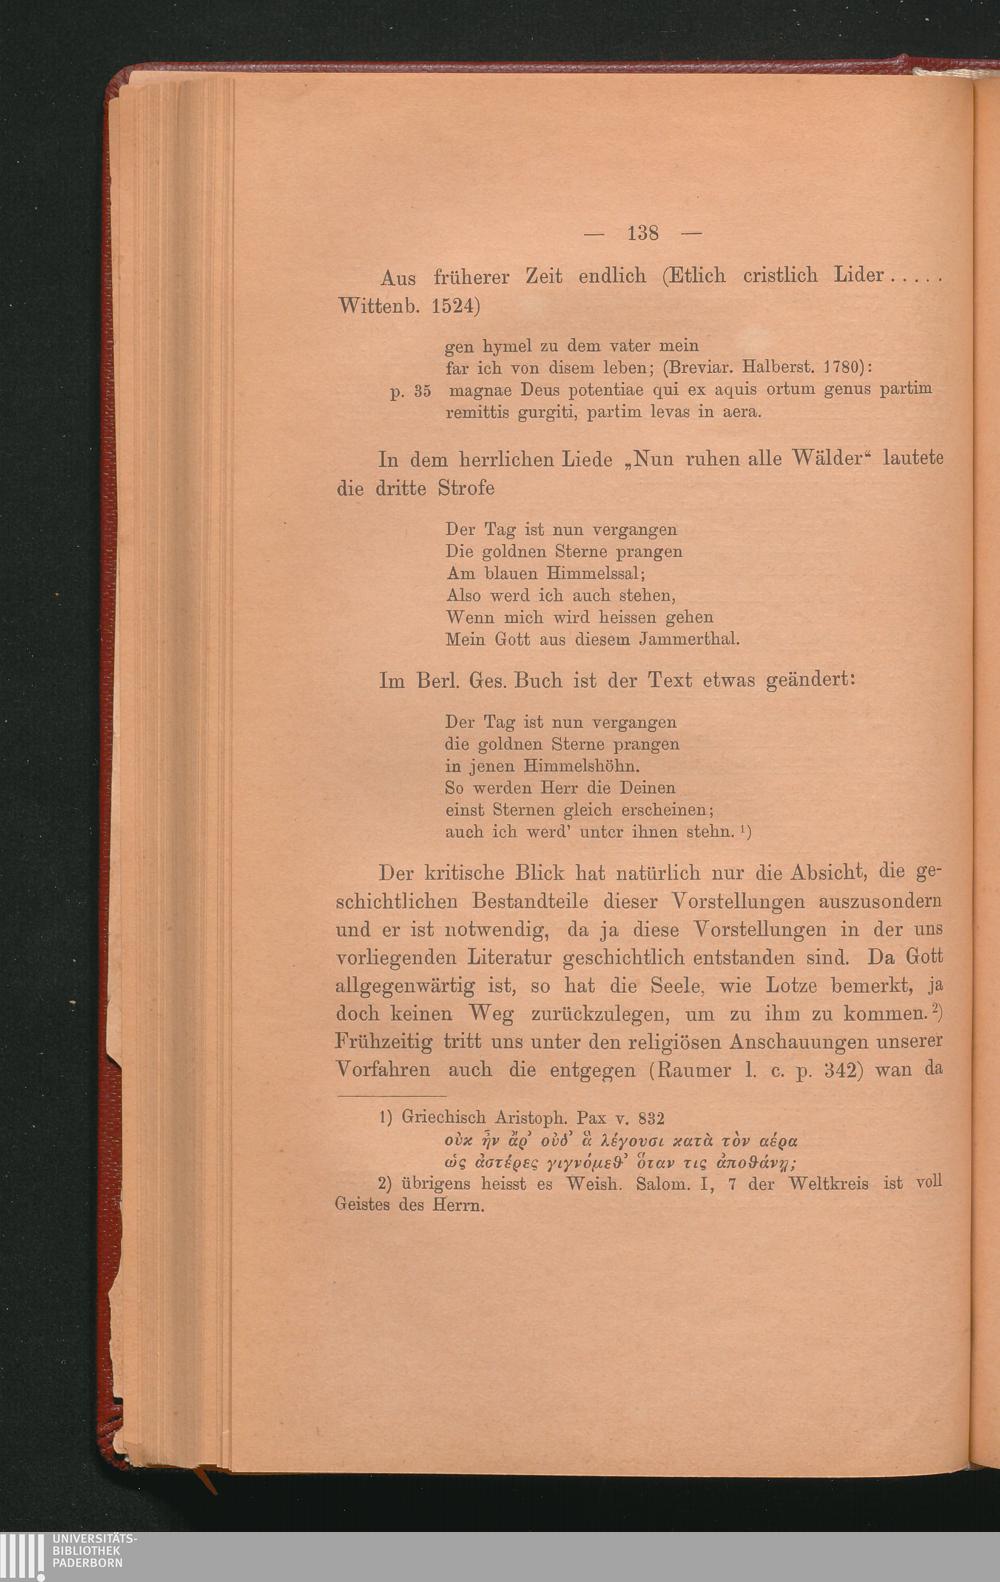 — 138 —
Aus früherer Zeit endlich (Etlich cristlich Lider . . . . .
Wittenb. 1524)
gen hymel zu dem vater mein
far ich von disem leben; (Breviar. Halberst. 1780):
p. 35 magnae Deus potentiae qui ex aquis ortum genus partim
remittis gurgiti, partim levas in aera.
In dem herrlichen Liede „Nun ruhen alle Wälder“ lautete
die dritte Strofe
Der Tag ist nun vergangen
Die goldnen Sterne prangen
Am blauen Himmelssal;
Also werd ich auch stehen,
Wenn mich wird heissen gehen
Mein Gott aus diesem Jammerthal.
Im Berl. Ges. Buch ist der Text etwas geändert:
Der Tag ist nun vergangen
die goldnen Sterne prangen
in jenen Himmelshöhn.
So werden Herr die Deinen
einst Sternen gleich erscheinen;
auch ich werd’ unter ihnen stehn. ¹)
Der kritische Blick hat natürlich nur die Absicht, die ge-
schichtlichen Bestandteile dieser Vorstellungen auszusondern
und er ist notwendig, da ja diese Vorstellungen in der uns
vorliegenden Literatur geschichtlich entstanden sind. Da Gott
allgegenwärtig ist, so hat die Seele, wie Lotze bemerkt, ja
doch keinen Weg zurückzulegen, um zu ihm zu kommen. ²)
Frühzeitig tritt uns unter den religiösen Anschauungen unserer
Vorfahren auch die entgegen (Raumer l. c. p. 342) wan da
1) Griechisch Aristoph. Pax v. 832
οὐκ ἦν ἄρ’ οὐδ’ ἃ λέγουσι κατὰ τὸν αέρα
ὡς ἀστέρες γιγνόμεθ’ ὅταν τις ἀποθάνῃ;
2) übrigens heisst es Weish. Salom. I, 7 der Weltkreis ist voll
Geistes des Herrn.
UNIVERSITÄTS-
BIBLIOTHEK
PADERBORN